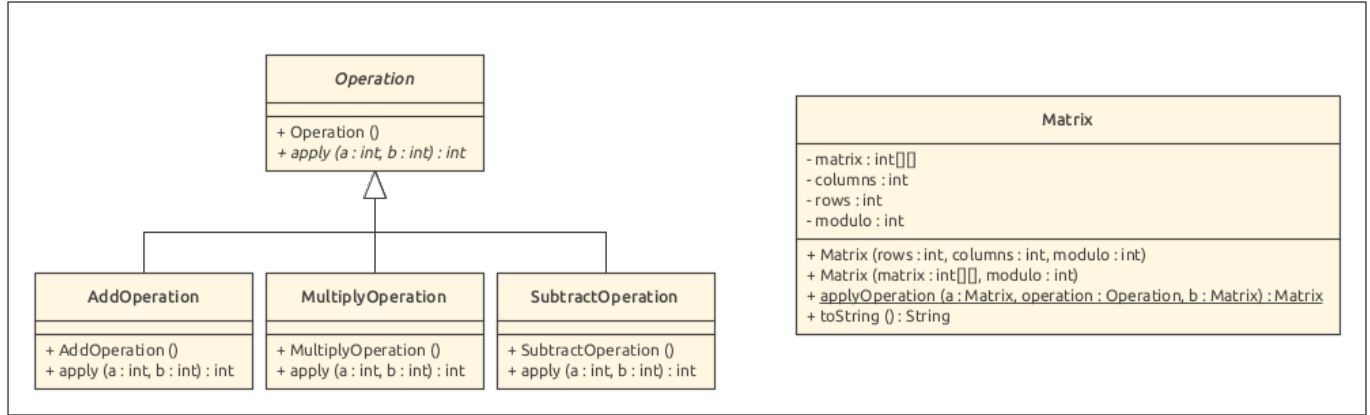 Operation
+ Operation ()
+ apply (a : int, b : int) : int
Matrix
- matrix : int[][]
- columns : int
- rows : int
- modulo : int
+ Matrix (rows : int, columns : int, modulo : int)
+ Matrix (matrix : int[][], modulo : int)
+ applyOperation (a : Matrix, operation : Operation, b : Matrix) : Matrix
+ toString () : String
AddOperation
+ AddOperation ()
+ apply (a : int, b : int) : int
MultiplyOperation
+ MultiplyOperation ()
+ apply (a : int, b : int) : int
SubtractOperation
+ SubtractOperation ()
+ apply (a : int, b : int) : int